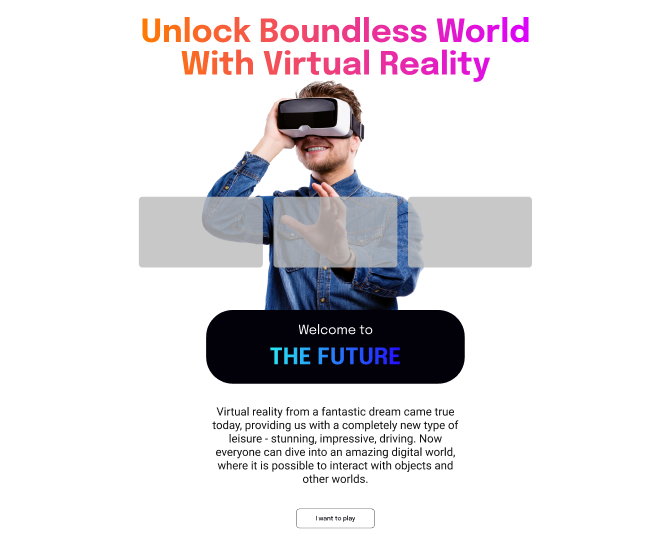 Unlock Boundless World
With Virtual Reality
Welcome to
THE FUTURE
Virtual reality from a fantastic dream came true
today, providing us with a completely new type of
leisure - stunning, impressive, driving. Now
everyone can dive into an amazing digital world,
where it is possible to interact with objects and
other worlds.
I want to play